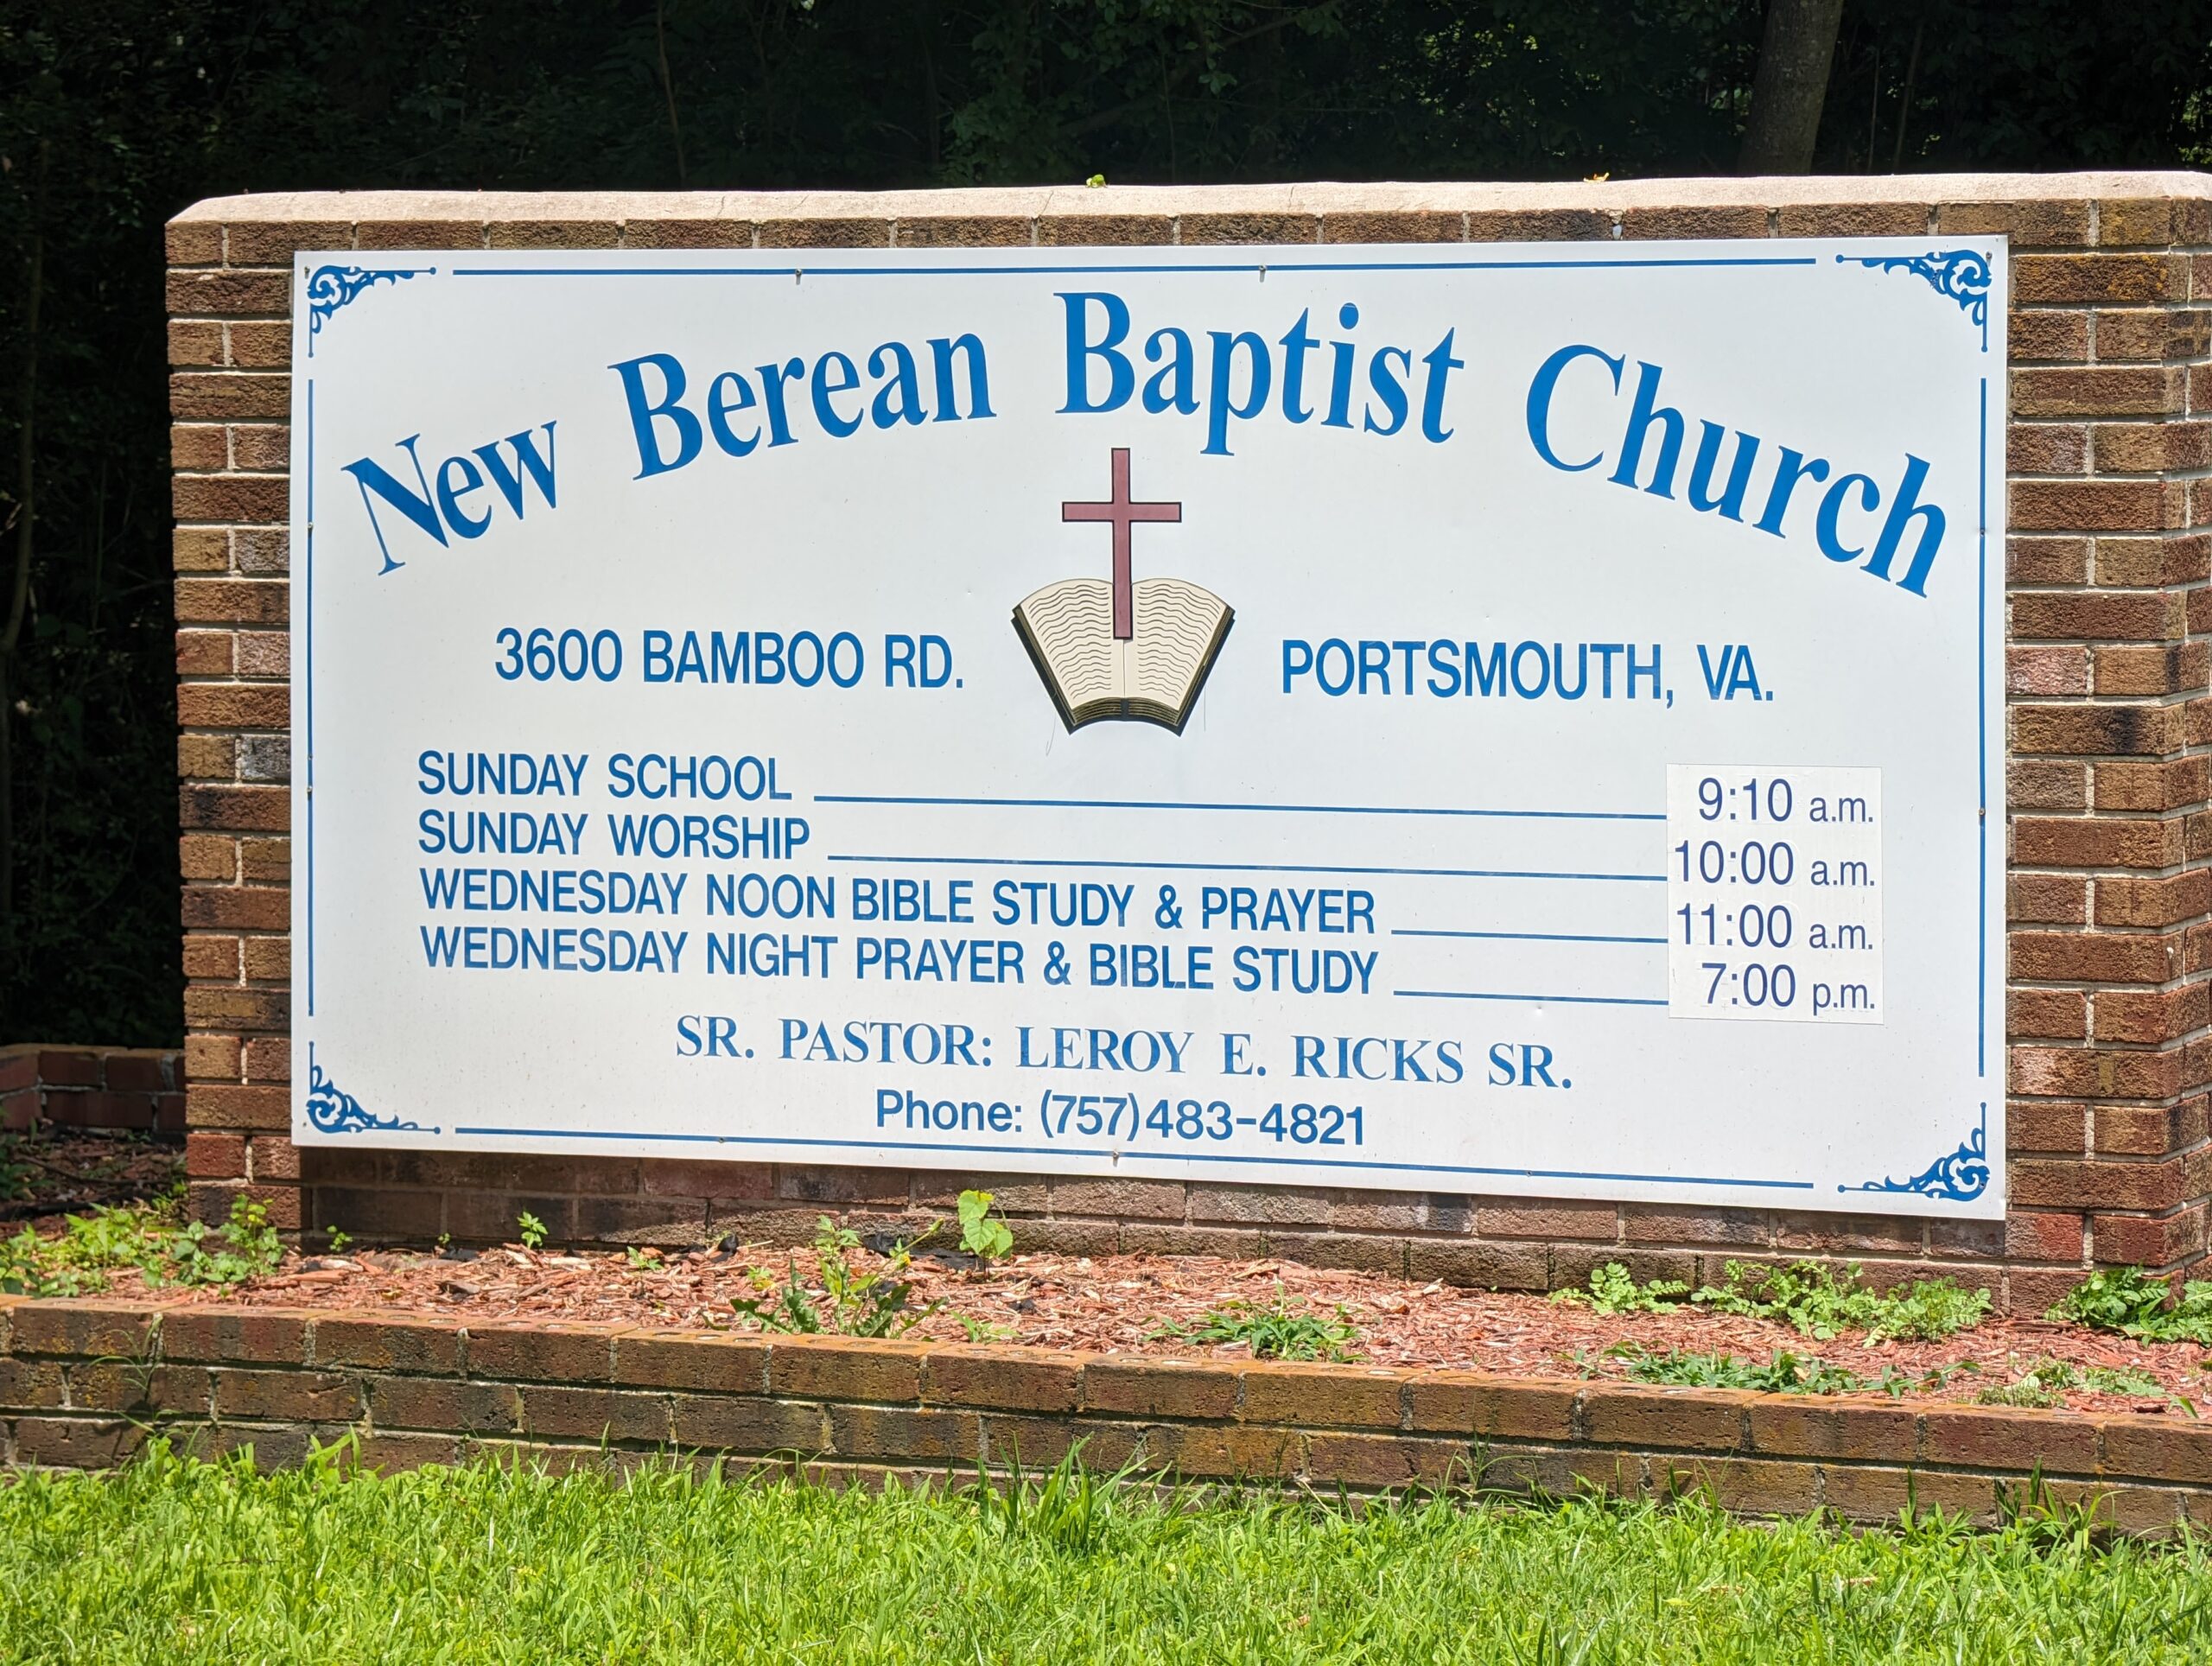 New Berean Baptist Church
3600 BAMBOO RD. PORTSMOUTH, VA.
SUNDAY SCHOOL 9:10 a.m.
SUNDAY WORSHIP 10:00 a.m.
WEDNESDAY NOON BIBLE STUDY & PRAYER 11:00 a.m.
WEDNESDAY NIGHT PRAYER & BIBLE STUDY 7:00 p.m.
SR. PASTOR: LEROY E. RICKS SR.
Phone: (757)483-4821